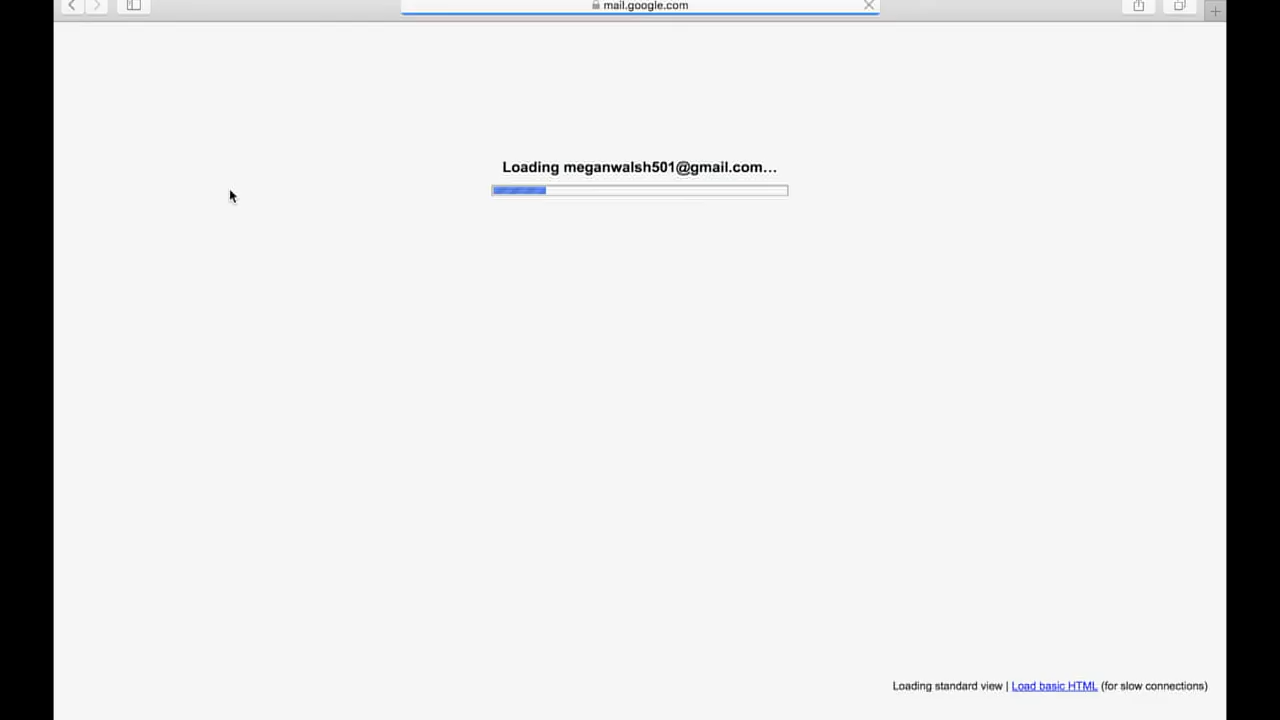 mail.google.com
Loading meganwalsh501@gmail.com...
Loading standard view | Load basic HTML (for slow connections)